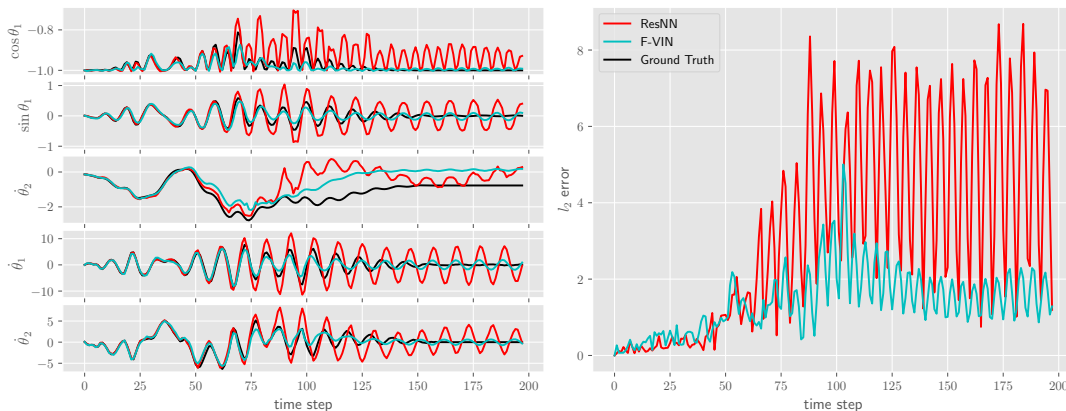 cos θ₁
−0.8
−1.0
sin θ₁
1
0
−1
θ̇₂
0
−2
θ̇₁
10
0
−10
θ̇₂
5
0
−5
0 25 50 75 100 125 150 175 200
time step
l₂ error
8
6
4
2
0
ResNN
F-VIN
Ground Truth
0 25 50 75 100 125 150 175 200
time step